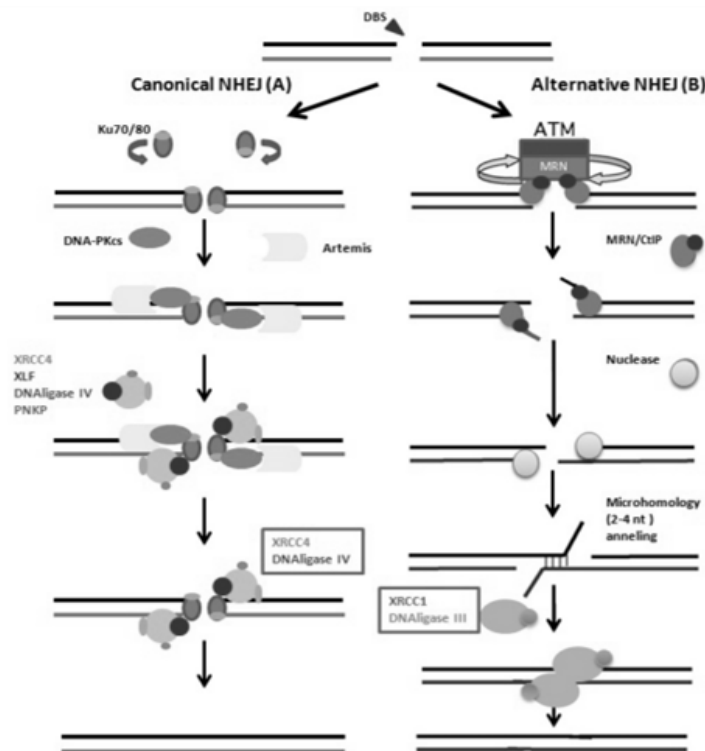 DBS
Canonical NHEJ (A)
Alternative NHEJ (B)
Ku70/80
ATM
MRN
DNA-PKcs
Artemis
MRN/CtIP
XRCC4
XLF
DNAligase IV
PNKP
Nuclease
Microhomology
(2-4 nt )
anneling
XRCC4
DNAligase IV
XRCC1
DNAligase III